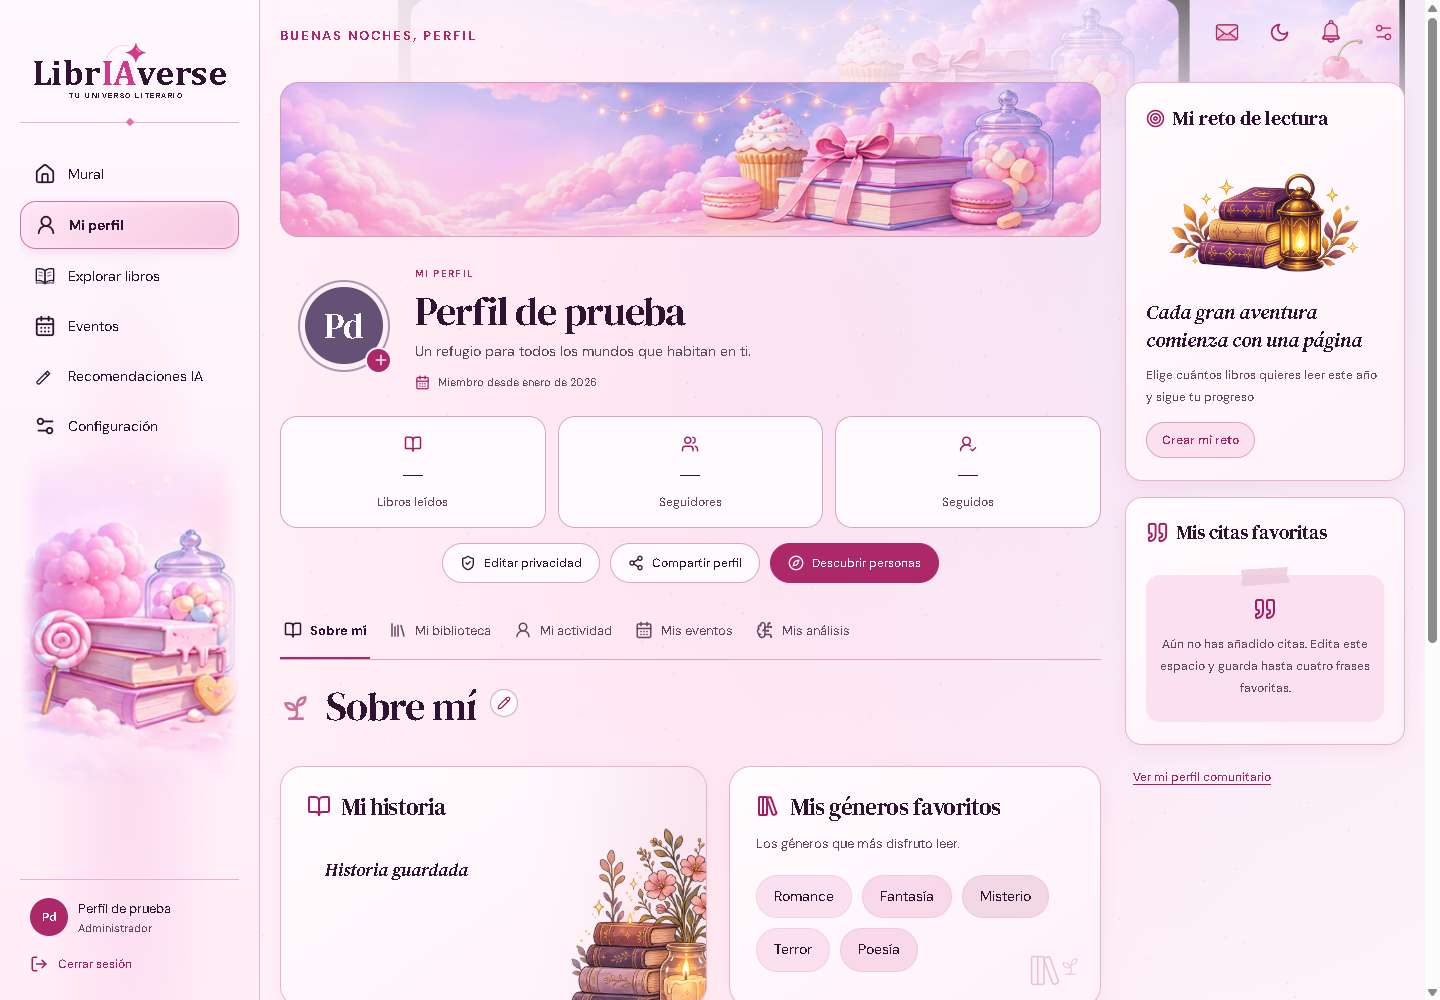 LibrIAverse
TU UNIVERSO LITERARIO
Mural
Mi perfil
Explorar libros
Eventos
Recomendaciones IA
Configuración
Pd
Perfil de prueba
Administrador
Cerrar sesión
BUENAS NOCHES, PERFIL
MI PERFIL
Pd
Perfil de prueba
Un refugio para todos los mundos que habitan en ti.
Miembro desde enero de 2026
—
Libros leídos
—
Seguidores
—
Seguidos
Editar privacidad
Compartir perfil
Descubrir personas
Sobre mí
Mi biblioteca
Mi actividad
Mis eventos
Mis análisis
Sobre mí
Mi historia
Historia guardada
Mis géneros favoritos
Los géneros que más disfruto leer.
Romance
Fantasía
Misterio
Terror
Poesía
Mi reto de lectura
Cada gran aventura
comienza con una página
Elige cuántos libros quieres leer este año
y sigue tu progreso
Crear mi reto
Mis citas favoritas
Aún no has añadido citas. Edita este
espacio y guarda hasta cuatro frases
favoritas.
Ver mi perfil comunitario